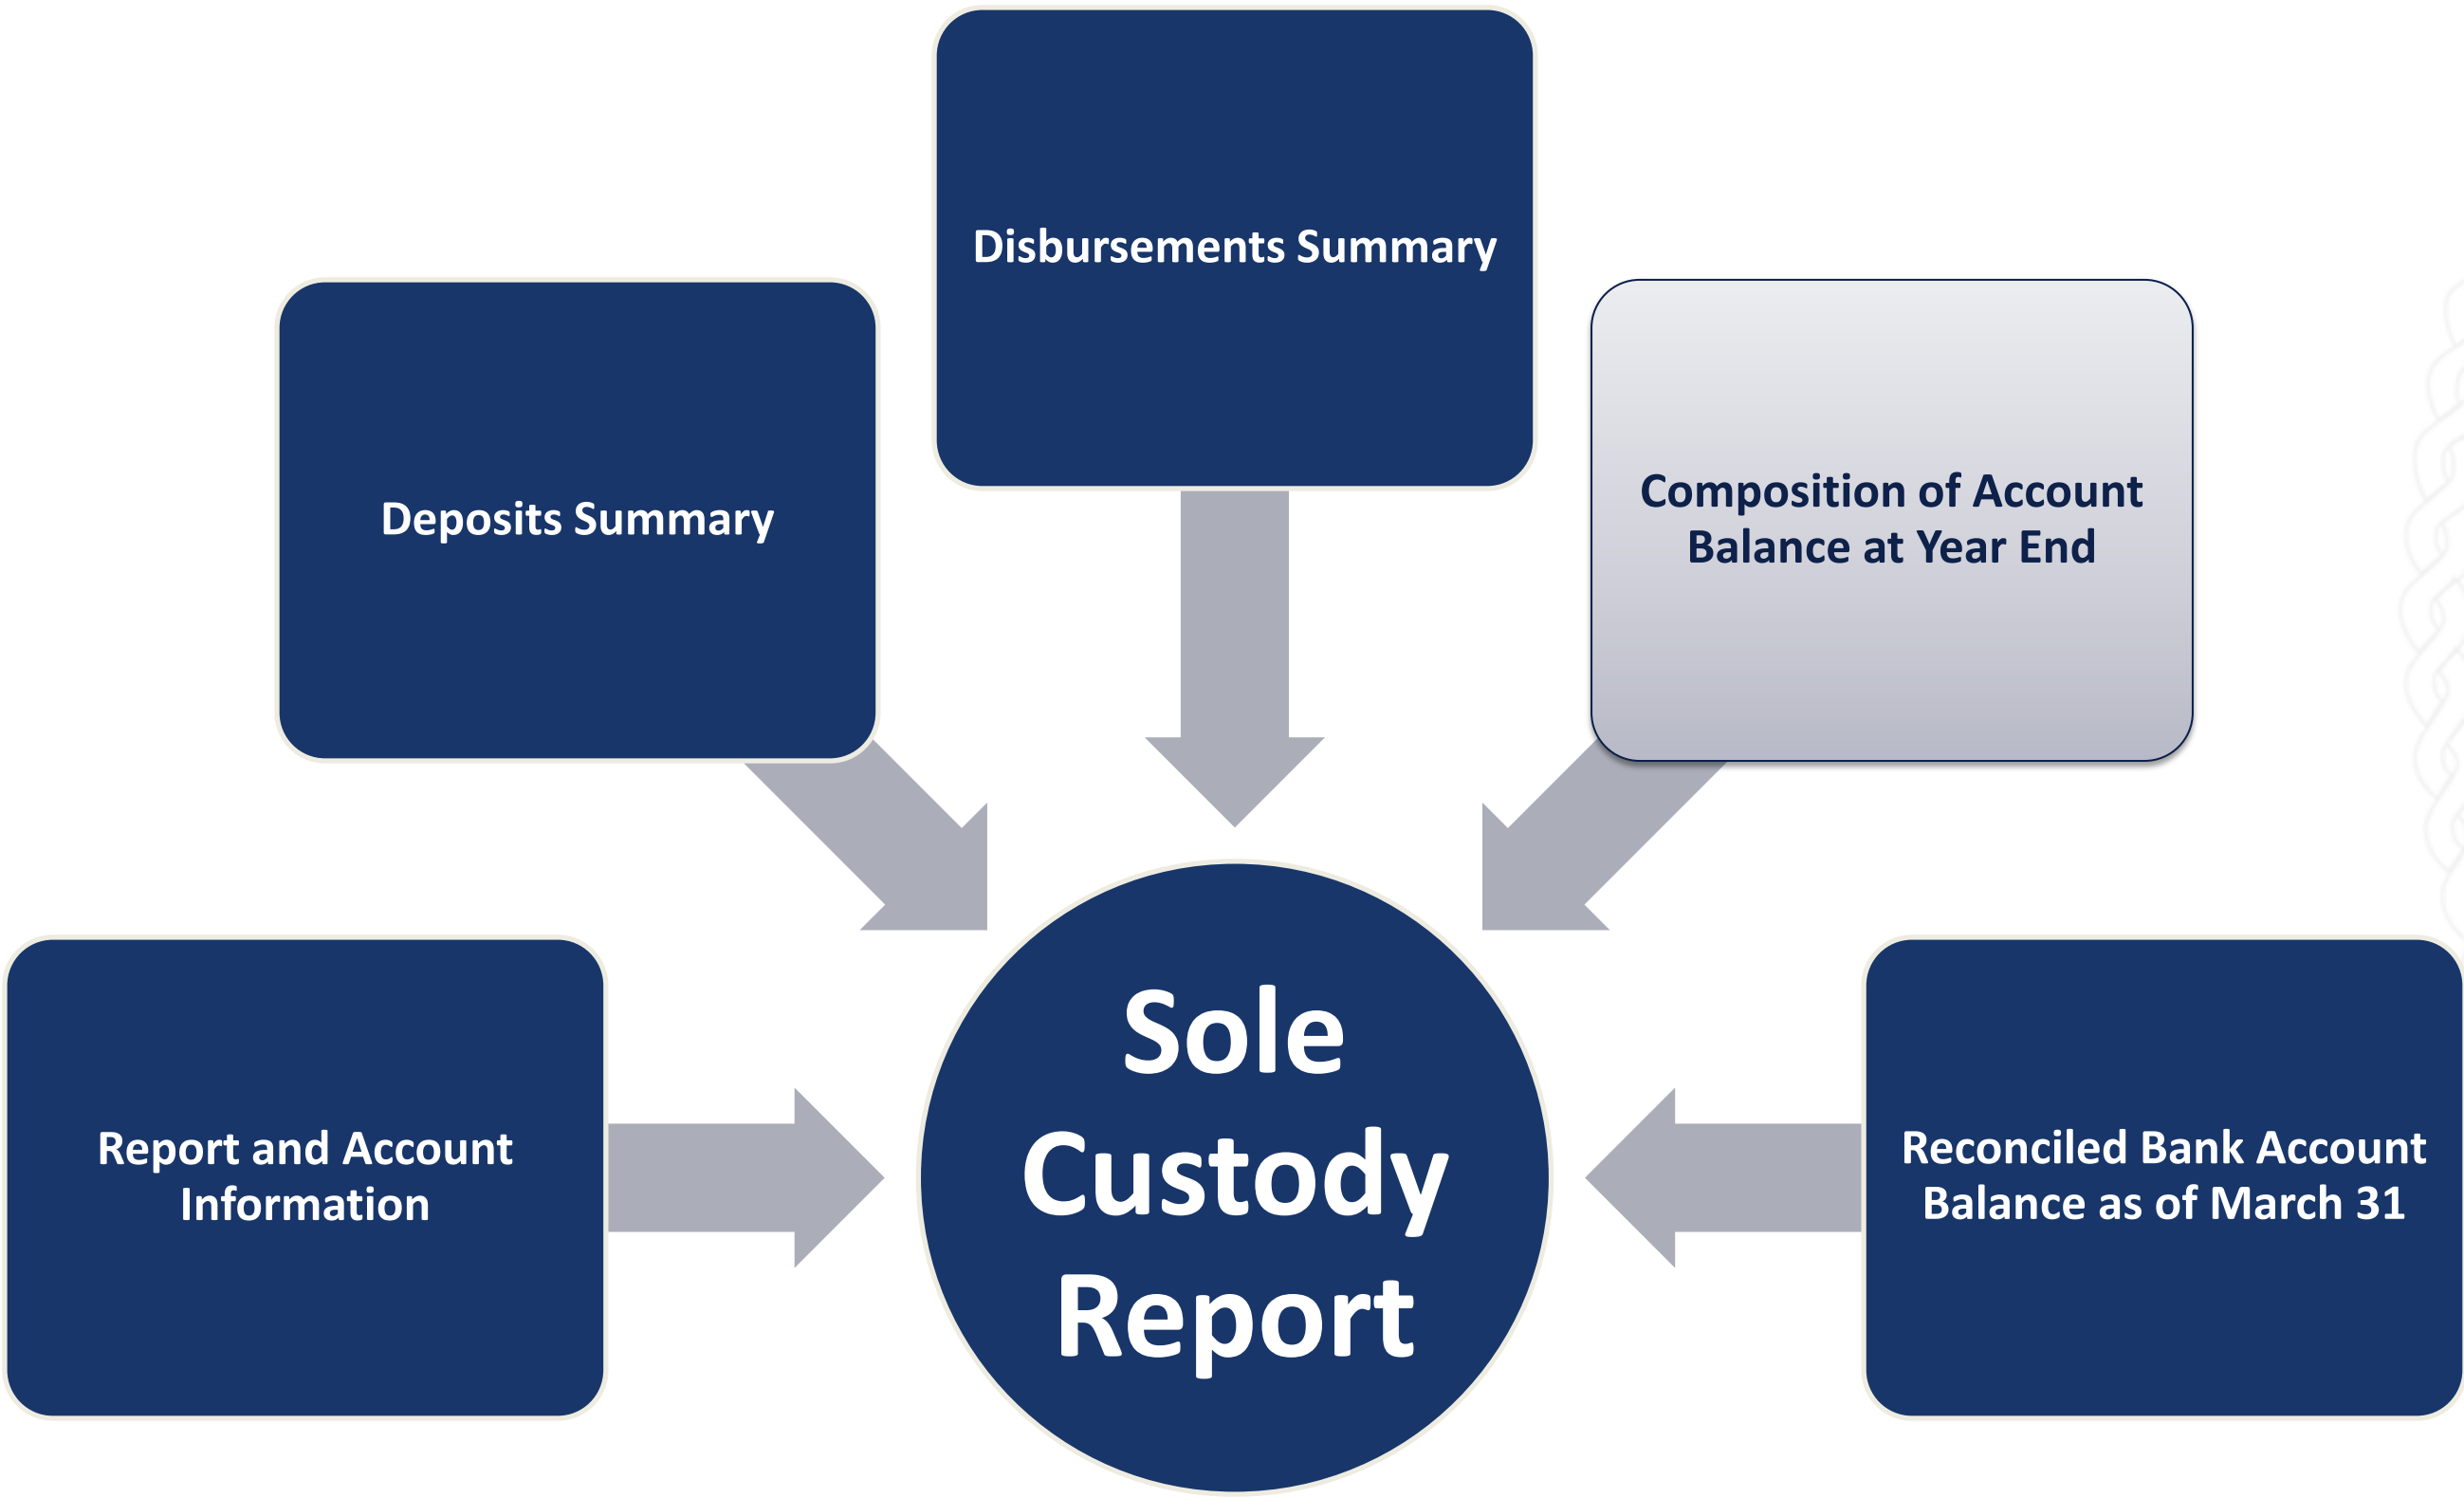 Disbursements Summary
Deposits Summary
Composition of Account
Balance at Year End
Report and Account
Information
Sole
Custody
Report
Reconciled Bank Account
Balance as of March 31